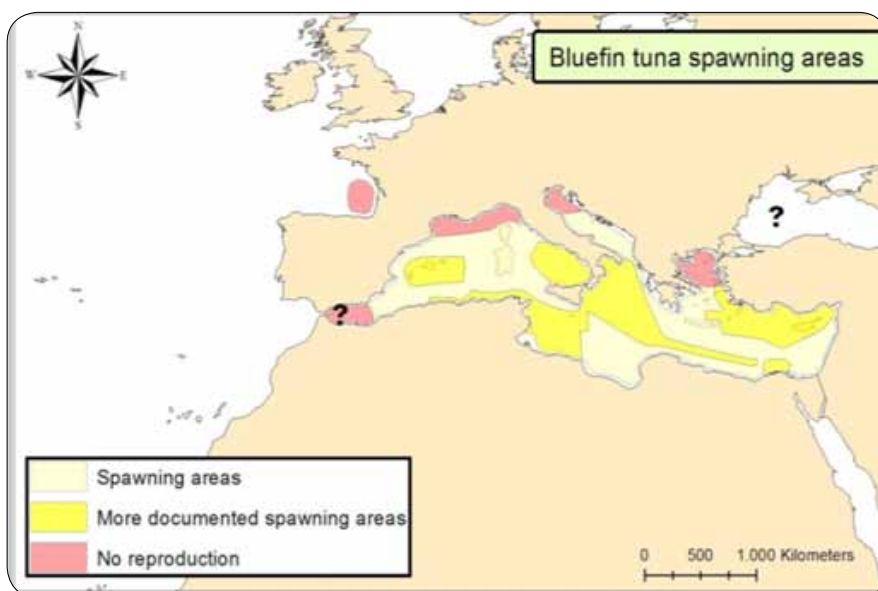 N
W E
S
Bluefin tuna spawning areas
?
?
Spawning areas
More documented spawning areas
No reproduction
0 500 1.000 Kilometers